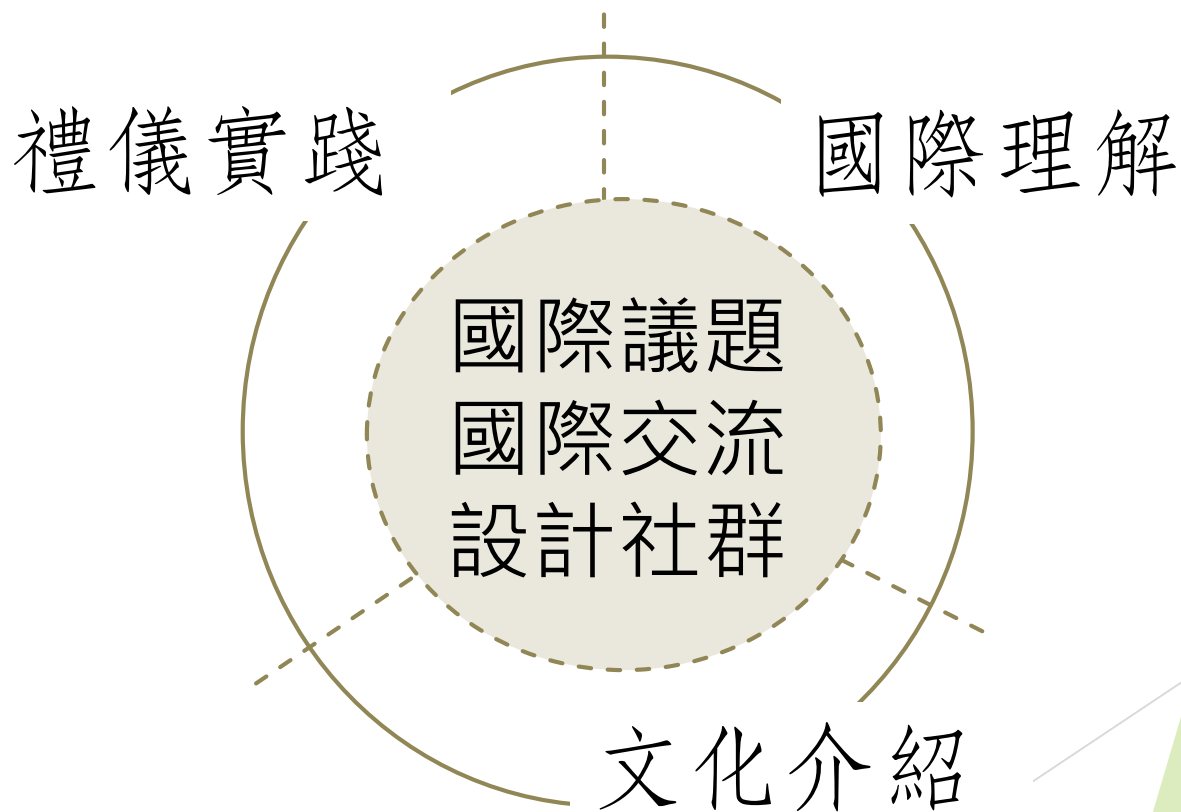 禮儀實踐
國際理解
國際議題
國際交流
設計社群
文化介紹